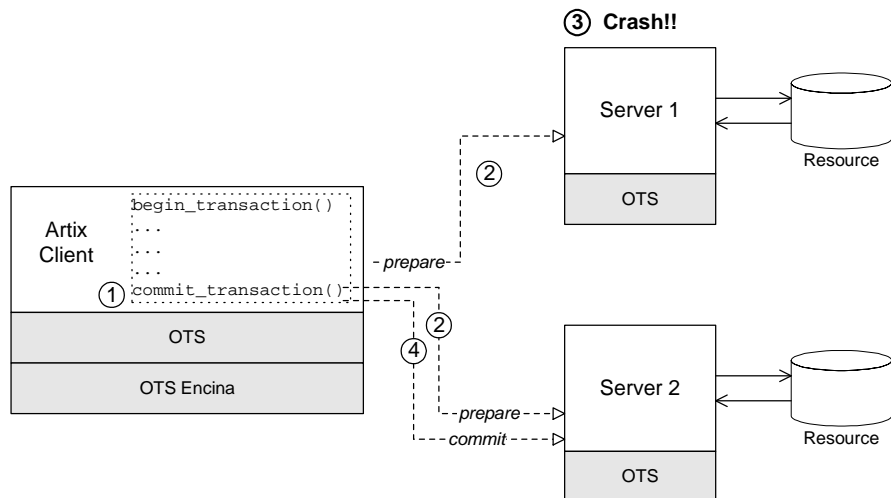 3 Crash!!
Server 1
OTS
Resource
2
prepare
Artix
Client
begin_transaction()
...
...
...
1
commit_transaction()
OTS
OTS Encina
2
4
prepare
commit
Server 2
OTS
Resource